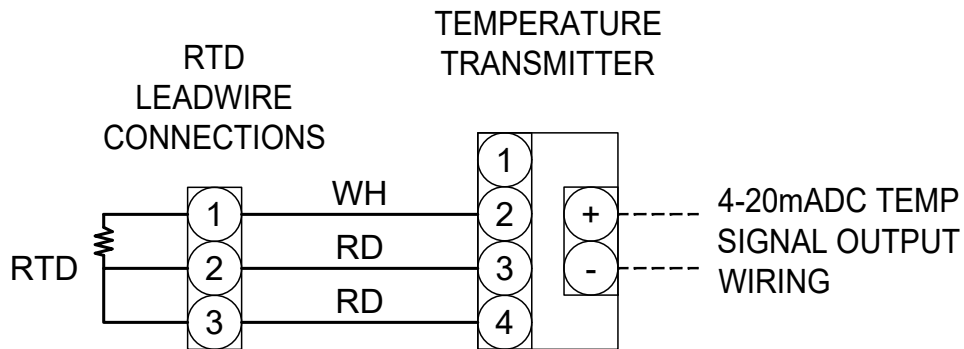 TEMPERATURE
TRANSMITTER
RTD
LEADWIRE
CONNECTIONS
1
WH
1
2
+
4-20mADC TEMP
SIGNAL OUTPUT
WIRING
RTD
RD
2
3
-
RD
3
4